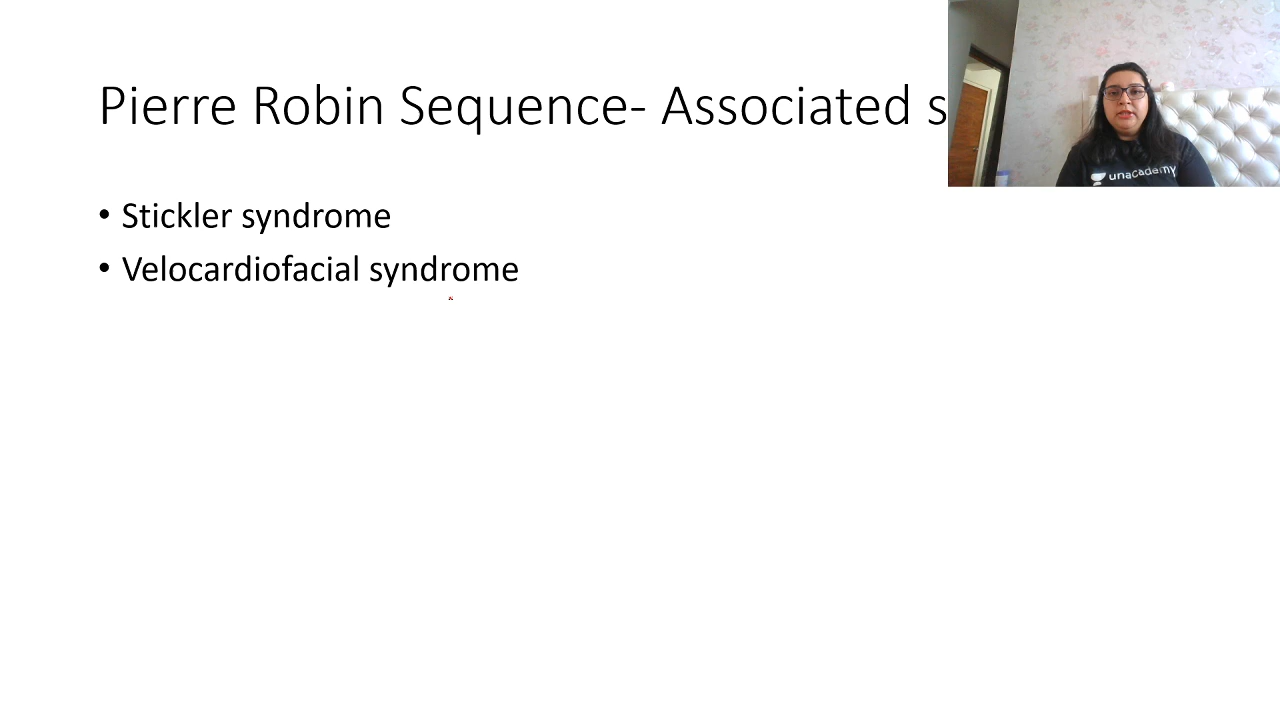 Pierre Robin Sequence- Associated s
• Stickler syndrome
• Velocardiofacial syndrome
unacademy